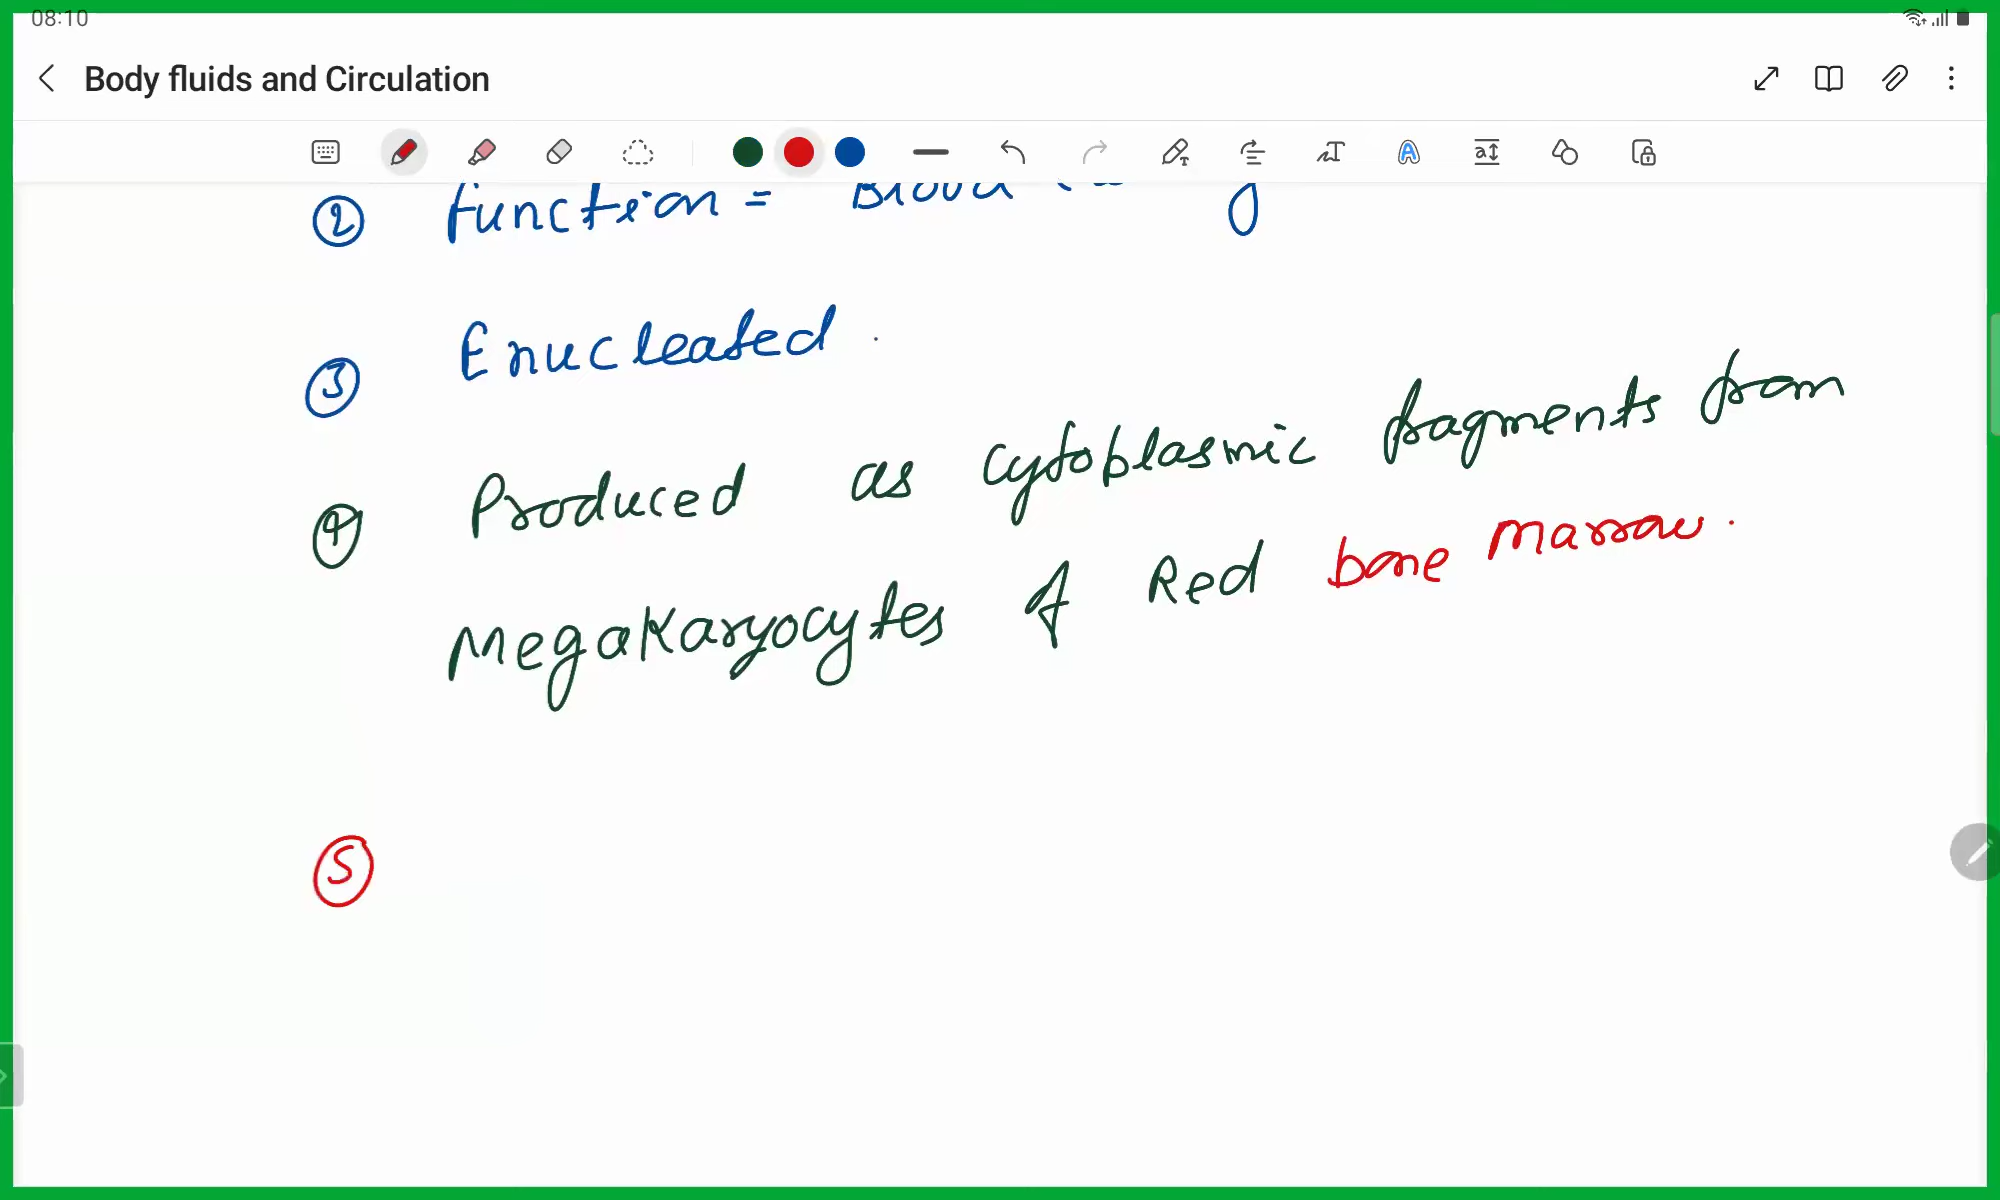 08:10
Body fluids and Circulation
② function = Blood
③ Enucleated.
④ Produced as cytoplasmic fragments from
Megakaryocytes of Red bone marrow.
⑤